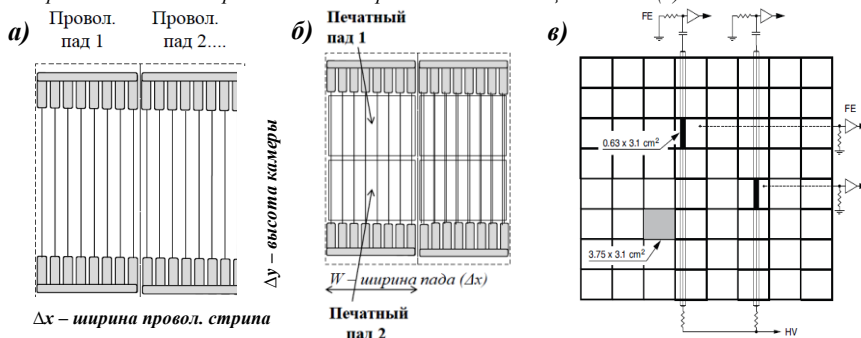 а)
Провол.
пад 1
Провол.
пад 2....
Δx – ширина провол. стрипа
Δy – высота камеры
б)
Печатный
пад 1
W – ширина пада (Δx)
Печатный
пад 2
в)
FE
FE
0.63 x 3.1 cm²
3.75 x 3.1 cm²
HV